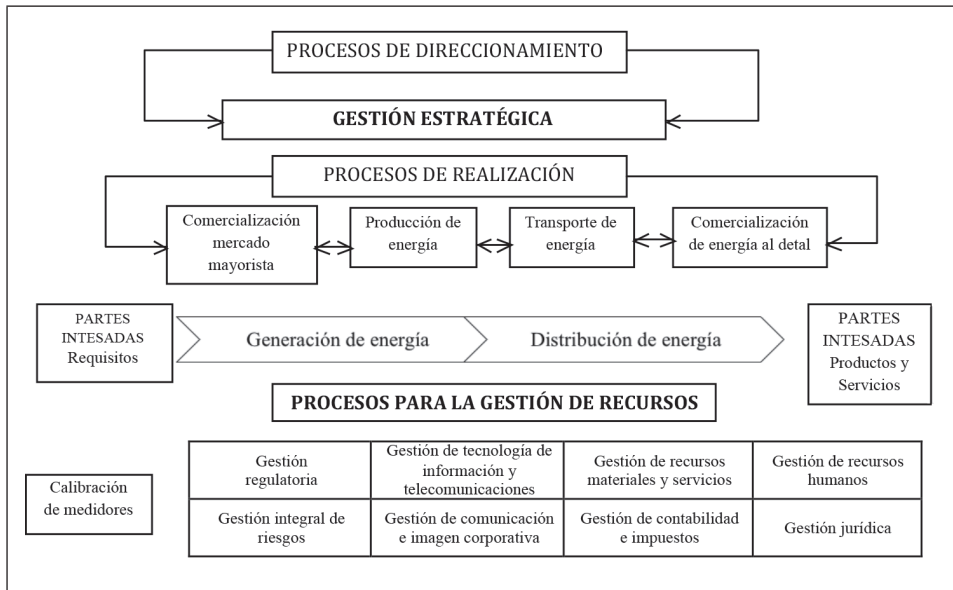 PROCESOS DE DIRECCIONAMIENTO
GESTIÓN ESTRATÉGICA
PROCESOS DE REALIZACIÓN
Comercialización
mercado
mayorista
Producción de
energía
Transporte de
energía
Comercialización
de energía al detal
PARTES
INTESADAS
Requisitos
Generación de energía
Distribución de energía
PARTES
INTESADAS
Productos y
Servicios
PROCESOS PARA LA GESTIÓN DE RECURSOS
Calibración
de medidores
Gestión
regulatoria
Gestión de tecnología de
información y
telecomunicaciones
Gestión de recursos
materiales y servicios
Gestión de recursos
humanos
Gestión integral de
riesgos
Gestión de comunicación
e imagen corporativa
Gestión de contabilidad
e impuestos
Gestión jurídica